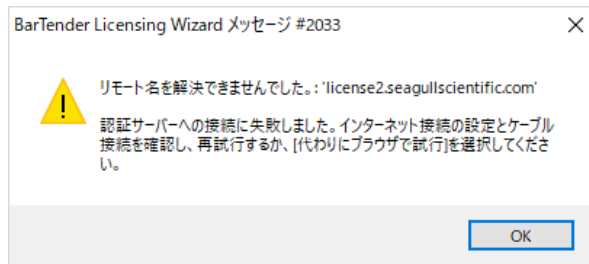 BarTender Licensing Wizard メッセージ #2033
リモート名を解決できませんでした。: 'license2.seagullscientific.com'
認証サーバーへの接続に失敗しました。インターネット接続の設定とケーブル
接続を確認し、再試行するか、[代わりにブラウザで試行]を選択してくださ
い。
OK